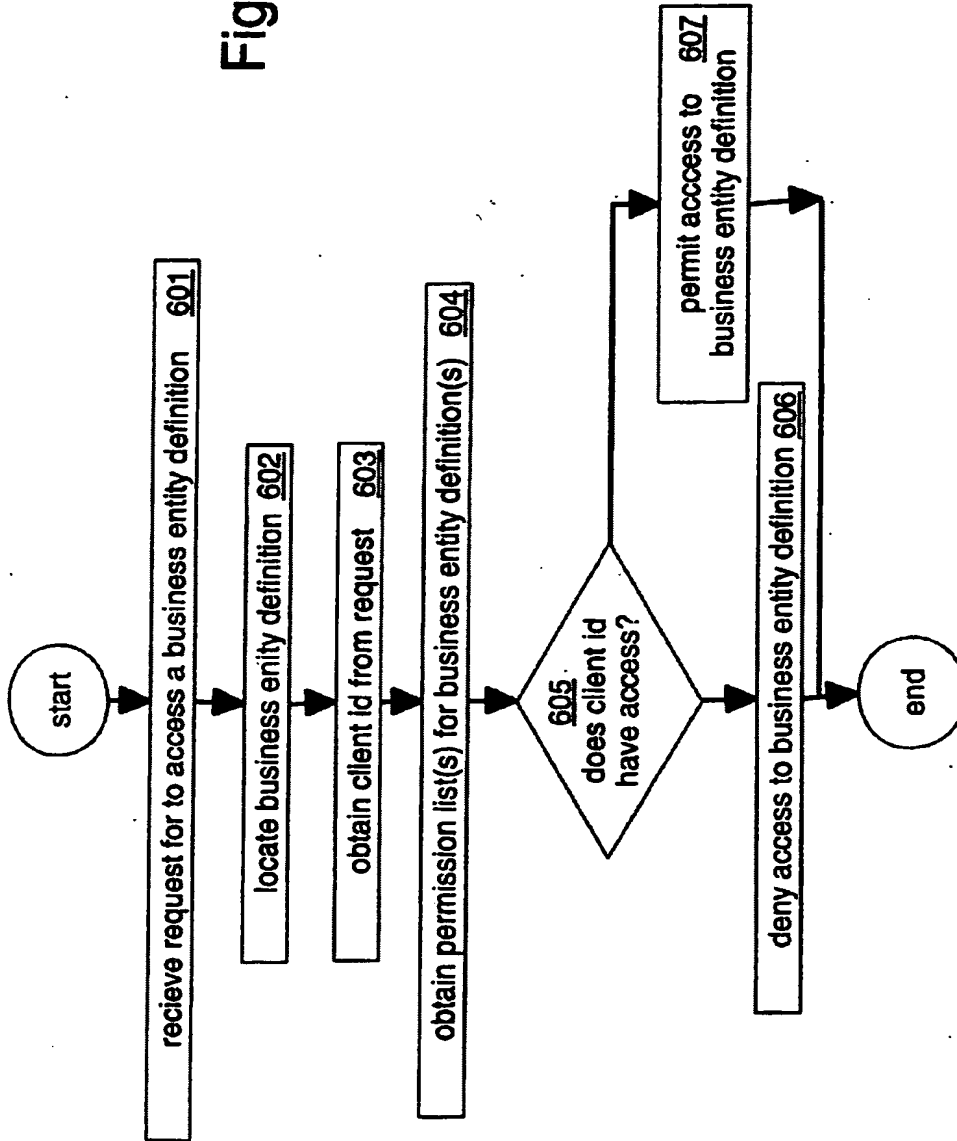 Fig
start
recieve request for to access a business entity definition 601
locate business enity definition 602
obtain client id from request 603
obtain permission list(s) for business entity definition(s) 604
605
does client id
have access?
permit acccess to 607
business entity definition
deny access to business entity definition 606
end